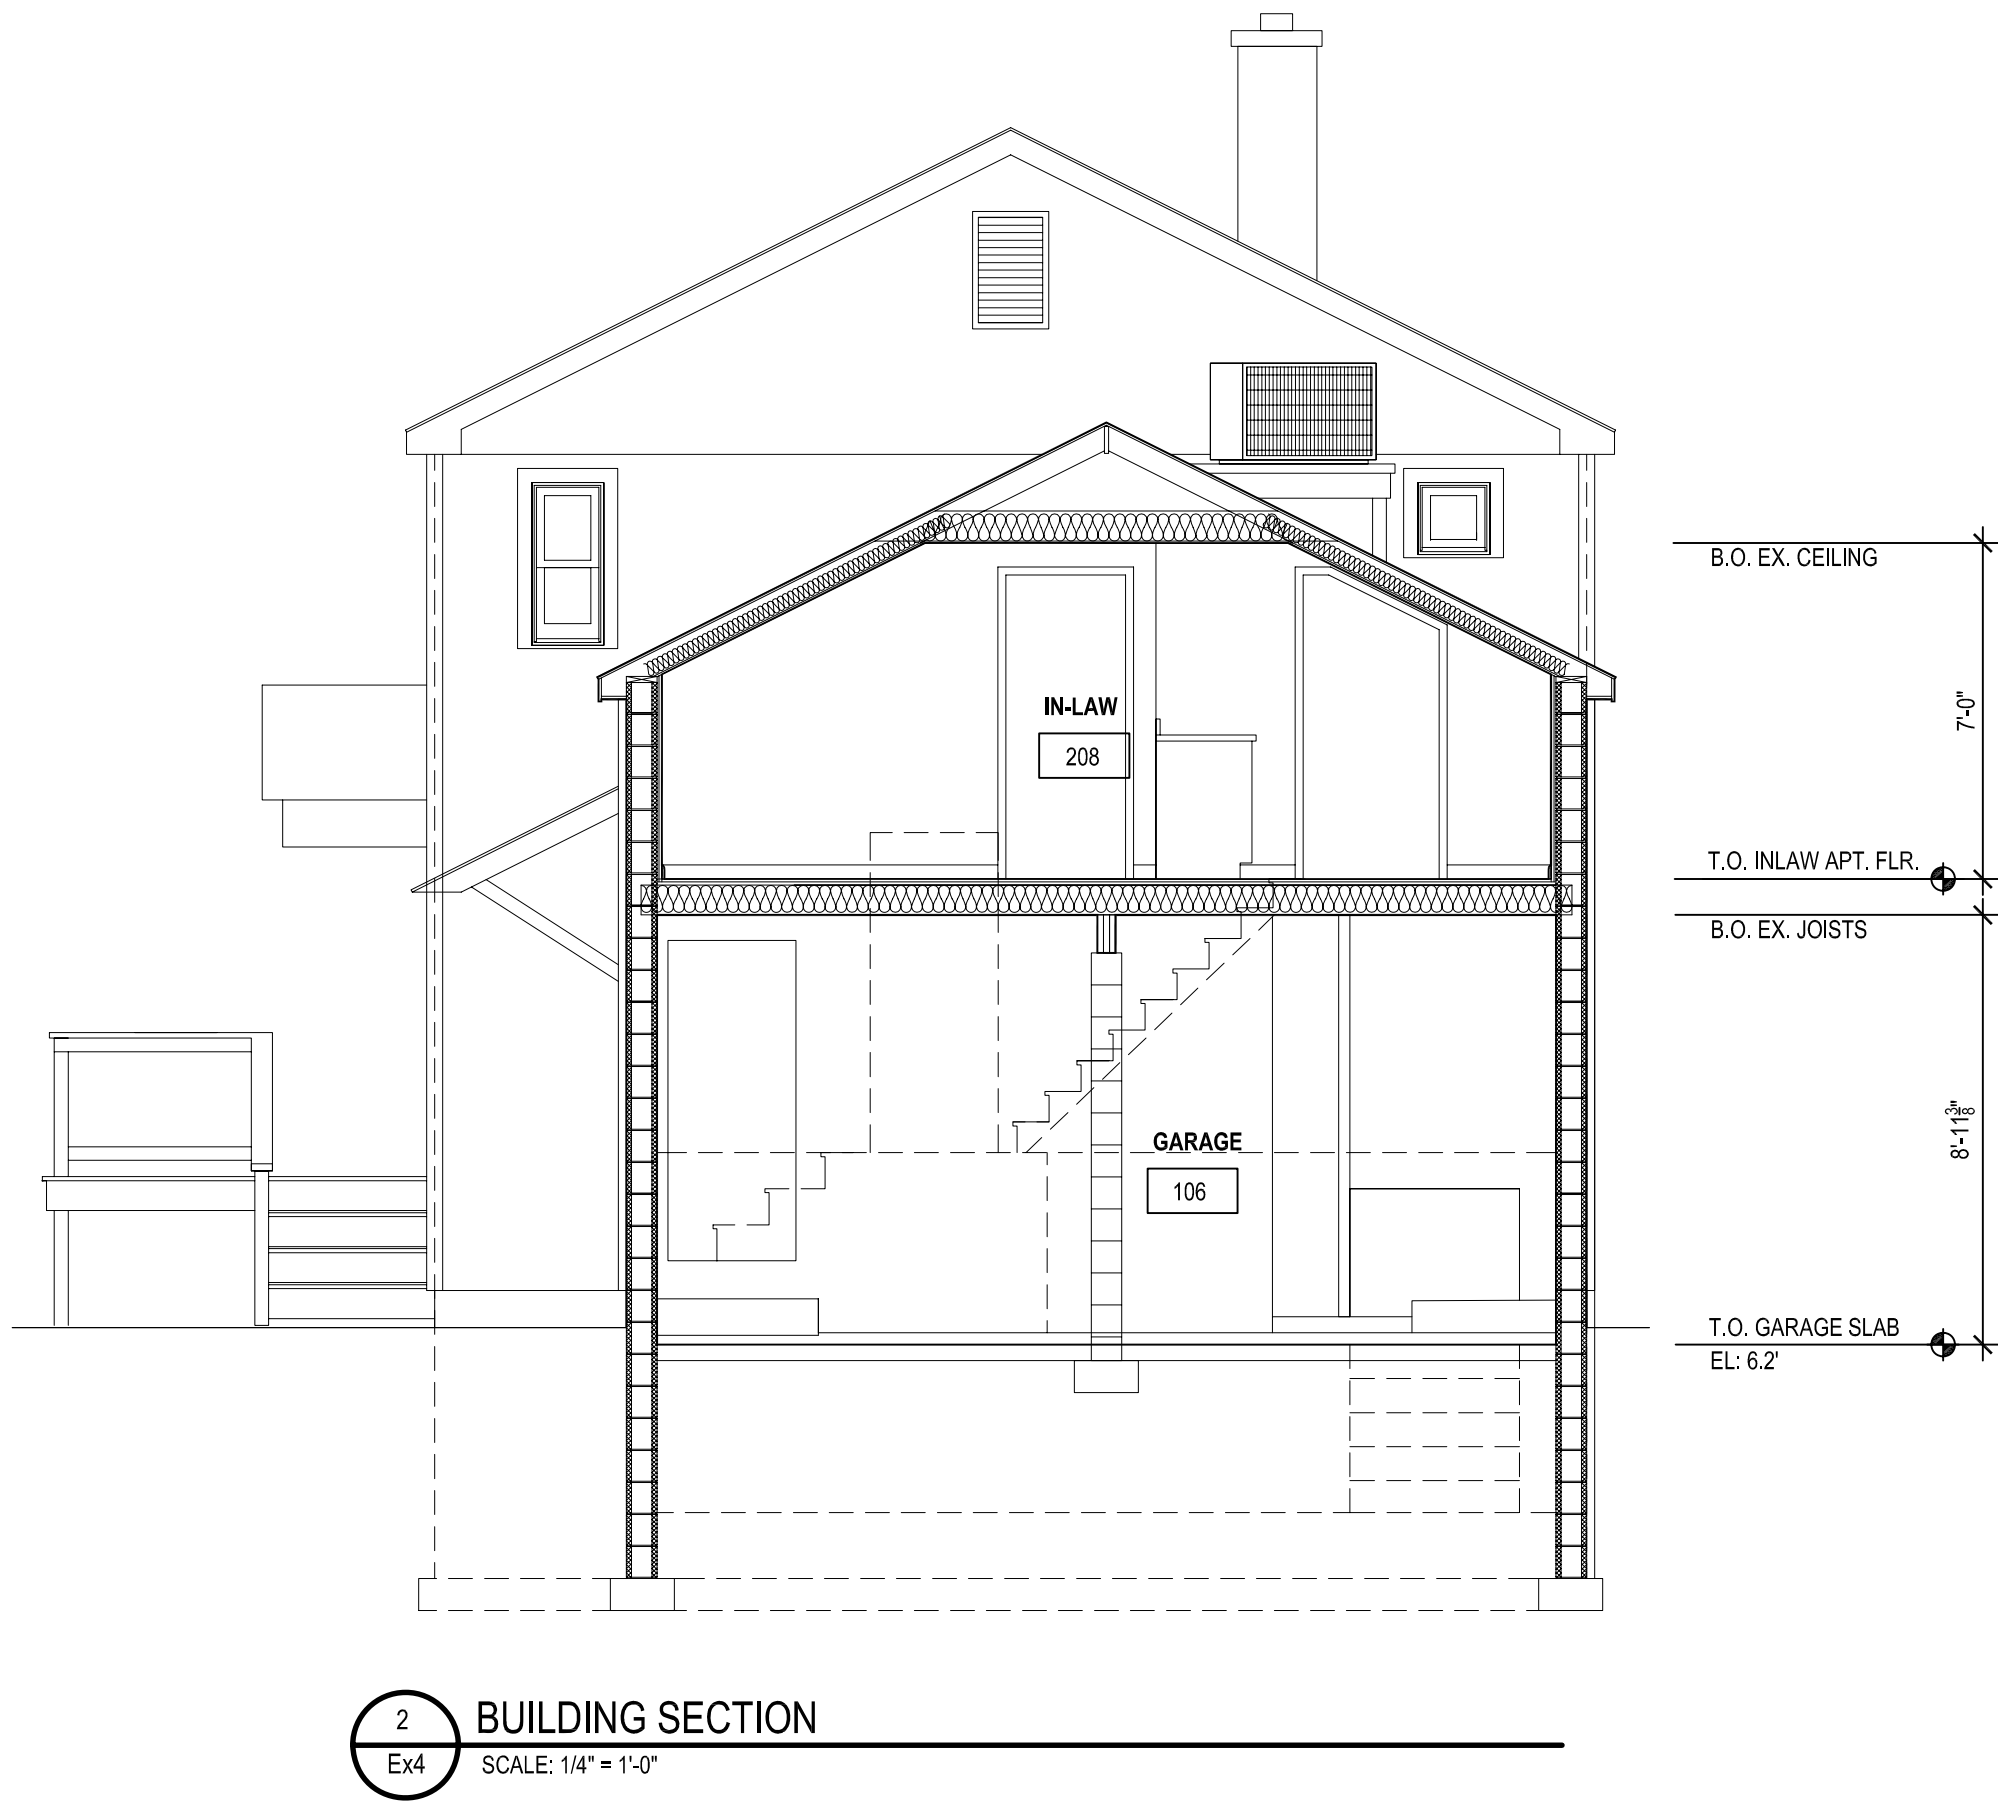 B.O. EX. CEILING
7'-0"
IN-LAW
208
T.O. INLAW APT. FLR.
B.O. EX. JOISTS
8'-11 3/8"
GARAGE
106
T.O. GARAGE SLAB
EL: 6.2'
2
BUILDING SECTION
Ex4
SCALE: 1/4" = 1'-0"